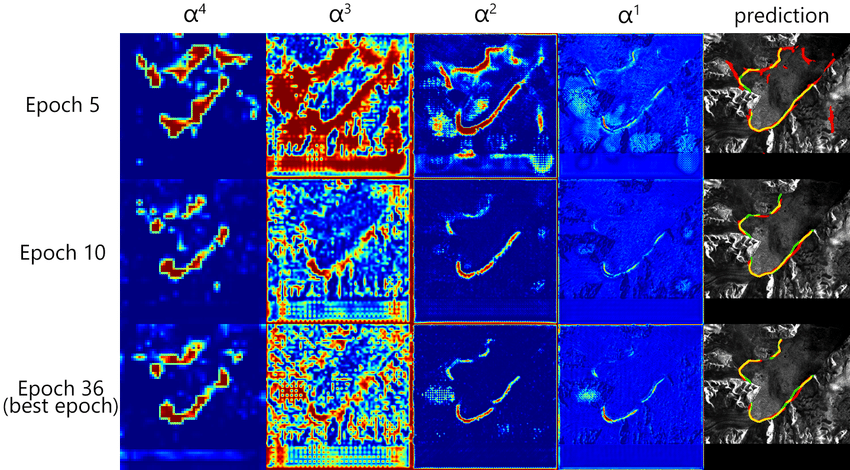 α⁴ α³ α² α¹ prediction
Epoch 5
Epoch 10
Epoch 36
(best epoch)